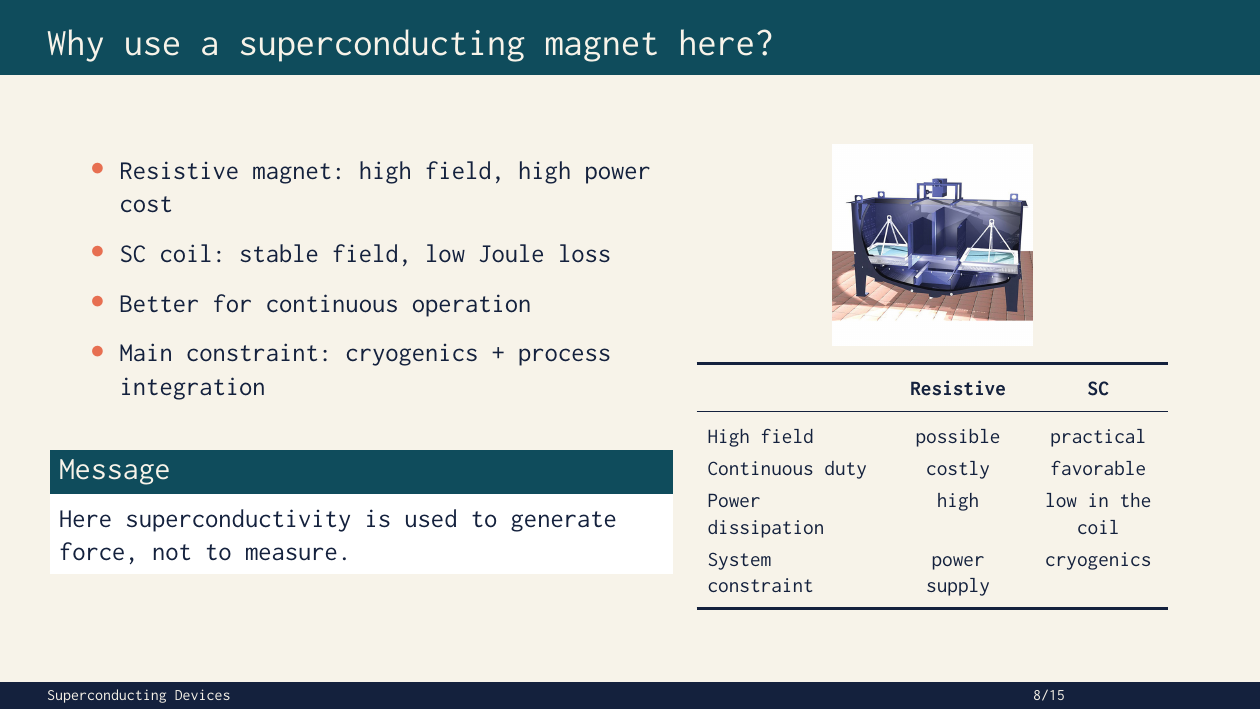 Why use a superconducting magnet here?
Resistive magnet: high field, high power
cost
SC coil: stable field, low Joule loss
Better for continuous operation
Main constraint: cryogenics + process
integration
Message
Here superconductivity is used to generate
force, not to measure.
Resistive SC
High field possible practical
Continuous duty costly favorable
Power high low in the
dissipation coil
System power cryogenics
constraint supply
Superconducting Devices 8/15